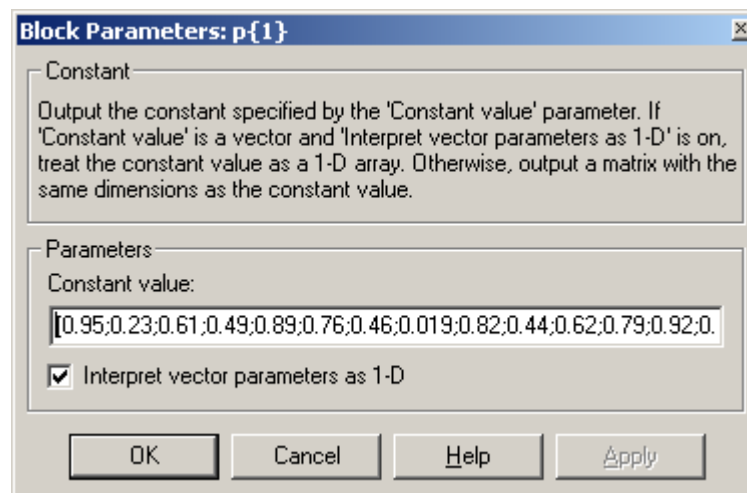 Block Parameters: p{1}
Constant
Output the constant specified by the 'Constant value' parameter. If
'Constant value' is a vector and 'Interpret vector parameters as 1-D' is on,
treat the constant value as a 1-D array. Otherwise, output a matrix with the
same dimensions as the constant value.
Parameters
Constant value:
[0.95;0.23;0.61;0.49;0.89;0.76;0.46;0.019;0.82;0.44;0.62;0.79;0.92;0.
Interpret vector parameters as 1-D
OK Cancel Help Apply